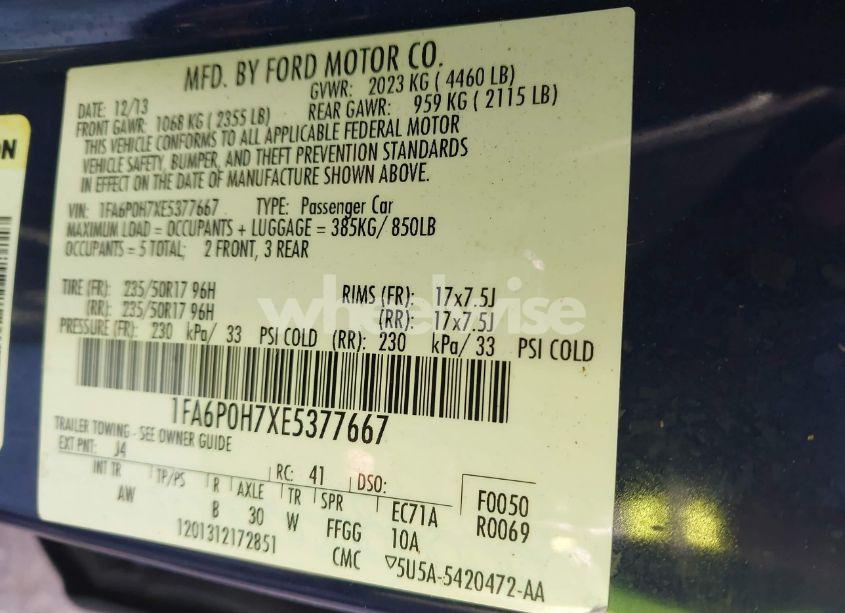 MFD. BY FORD MOTOR CO.
DATE: 12/13 GVWR: 2023 KG ( 4460 LB)
FRONT GAWR: 1068 KG ( 2355 LB) REAR GAWR: 959 KG ( 2115 LB)
THIS VEHICLE CONFORMS TO ALL APPLICABLE FEDERAL MOTOR
VEHICLE SAFETY, BUMPER, AND THEFT PREVENTION STANDARDS
IN EFFECT ON THE DATE OF MANUFACTURE SHOWN ABOVE.
VIN: 1FA6P0H7XE5377667 TYPE: Passenger Car
MAXIMUM LOAD = OCCUPANTS + LUGGAGE = 385KG/ 850LB
OCCUPANTS = 5 TOTAL; 2 FRONT, 3 REAR
TIRE (FR): 235/50R17 96H RIMS (FR): 17x7.5J
(RR): 235/50R17 96H (RR): 17x7.5J
PRESSURE (FR): 230 kPa/ 33 PSI COLD (RR): 230 kPa/ 33 PSI COLD
wheelwise
1FA6P0H7XE5377667
TRAILER TOWING - SEE OWNER GUIDE
EXT PNT: J4 RC: 41 DSO:
INT TR TP/PS R AXLE TR SPR EC71A F0050
AW B 30 W FFGG 10A R0069
1201312172851 CMC ▽5U5A-5420472-AA
ON